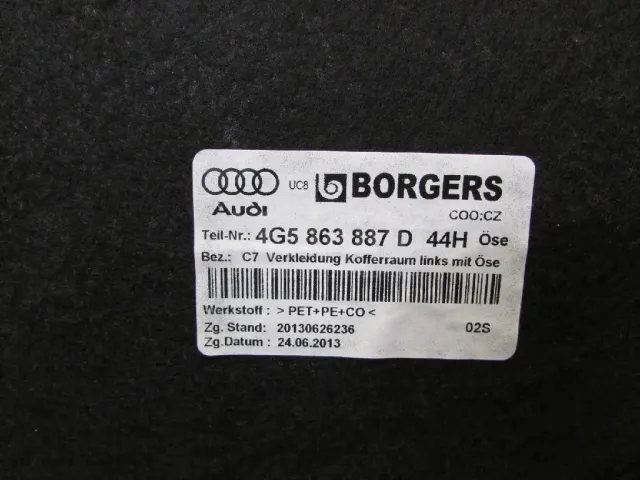 UC8 BORGERS
Audi COO:CZ
Teil-Nr.: 4G5 863 887 D 44H Öse
Bez.: C7 Verkleidung Kofferraum links mit Öse
Werkstoff : > PET+PE+CO <
Zg. Stand: 20130626236 02S
Zg.Datum : 24.06.2013